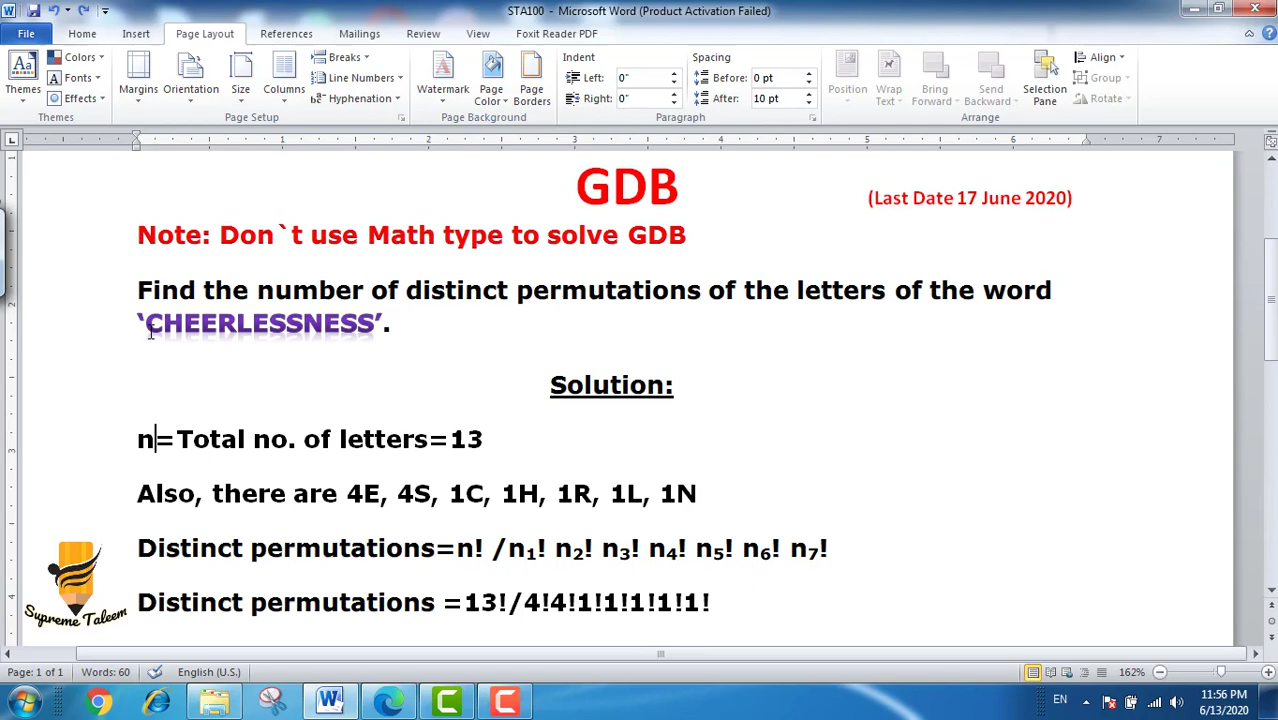 STA100 - Microsoft Word (Product Activation Failed)
File Home Insert Page Layout References Mailings Review View Foxit Reader PDF
Themes Colors Fonts Effects Themes
Margins Orientation Size Columns Breaks Line Numbers Hyphenation Page Setup
Watermark Page Color Page Borders Page Background
Indent Left: 0" Right: 0" Spacing Before: 0 pt After: 10 pt Paragraph
Position Wrap Text Bring Forward Send Backward Selection Pane Align Group Rotate Arrange
1 2 3 4 5 6 7
GDB
(Last Date 17 June 2020)
Note: Don`t use Math type to solve GDB
Find the number of distinct permutations of the letters of the word
‘CHEERLESSNESS’.
Solution:
n=Total no. of letters=13
Also, there are 4E, 4S, 1C, 1H, 1R, 1L, 1N
Distinct permutations=n! /n₁! n₂! n₃! n₄! n₅! n₆! n₇!
Distinct permutations =13!/4!4!1!1!1!1!1!
Supreme Taleem
Page: 1 of 1 Words: 60 English (U.S.) 162%
EN 11:56 PM
6/13/2020